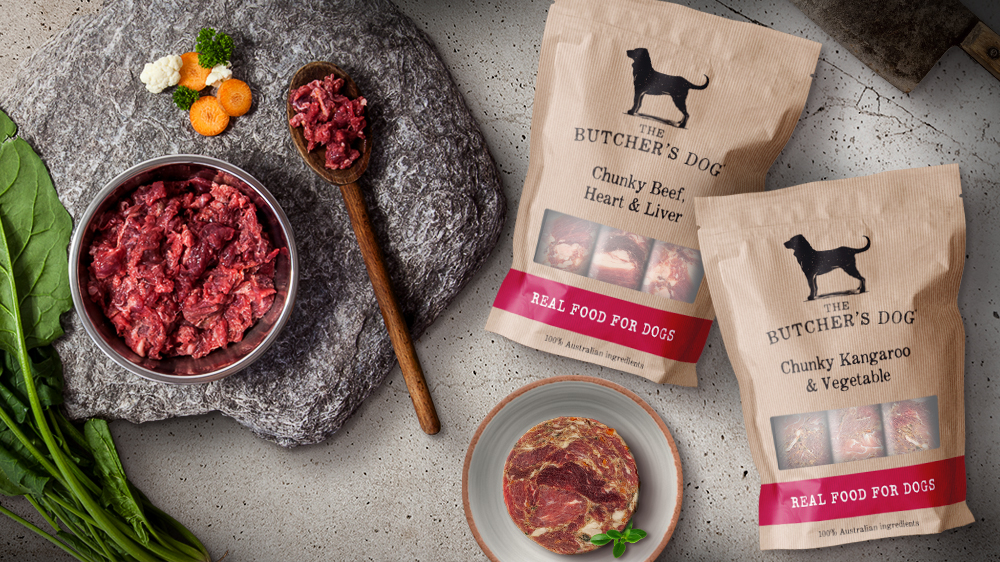 THE
BUTCHER'S DOG
Chunky Beef,
Heart & Liver
REAL FOR DOGS
100% Australian ingredients
THE
BUTCHER'S DOG
Chunky Kangaroo
& Vegetable
REAL FOOD FOR DOGS
100% Australian ingredients